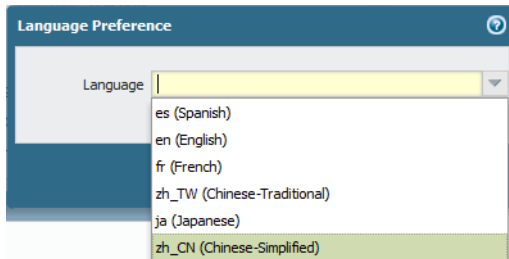 Language Preference
Language
es (Spanish)
en (English)
fr (French)
zh_TW (Chinese-Traditional)
ja (Japanese)
zh_CN (Chinese-Simplified)